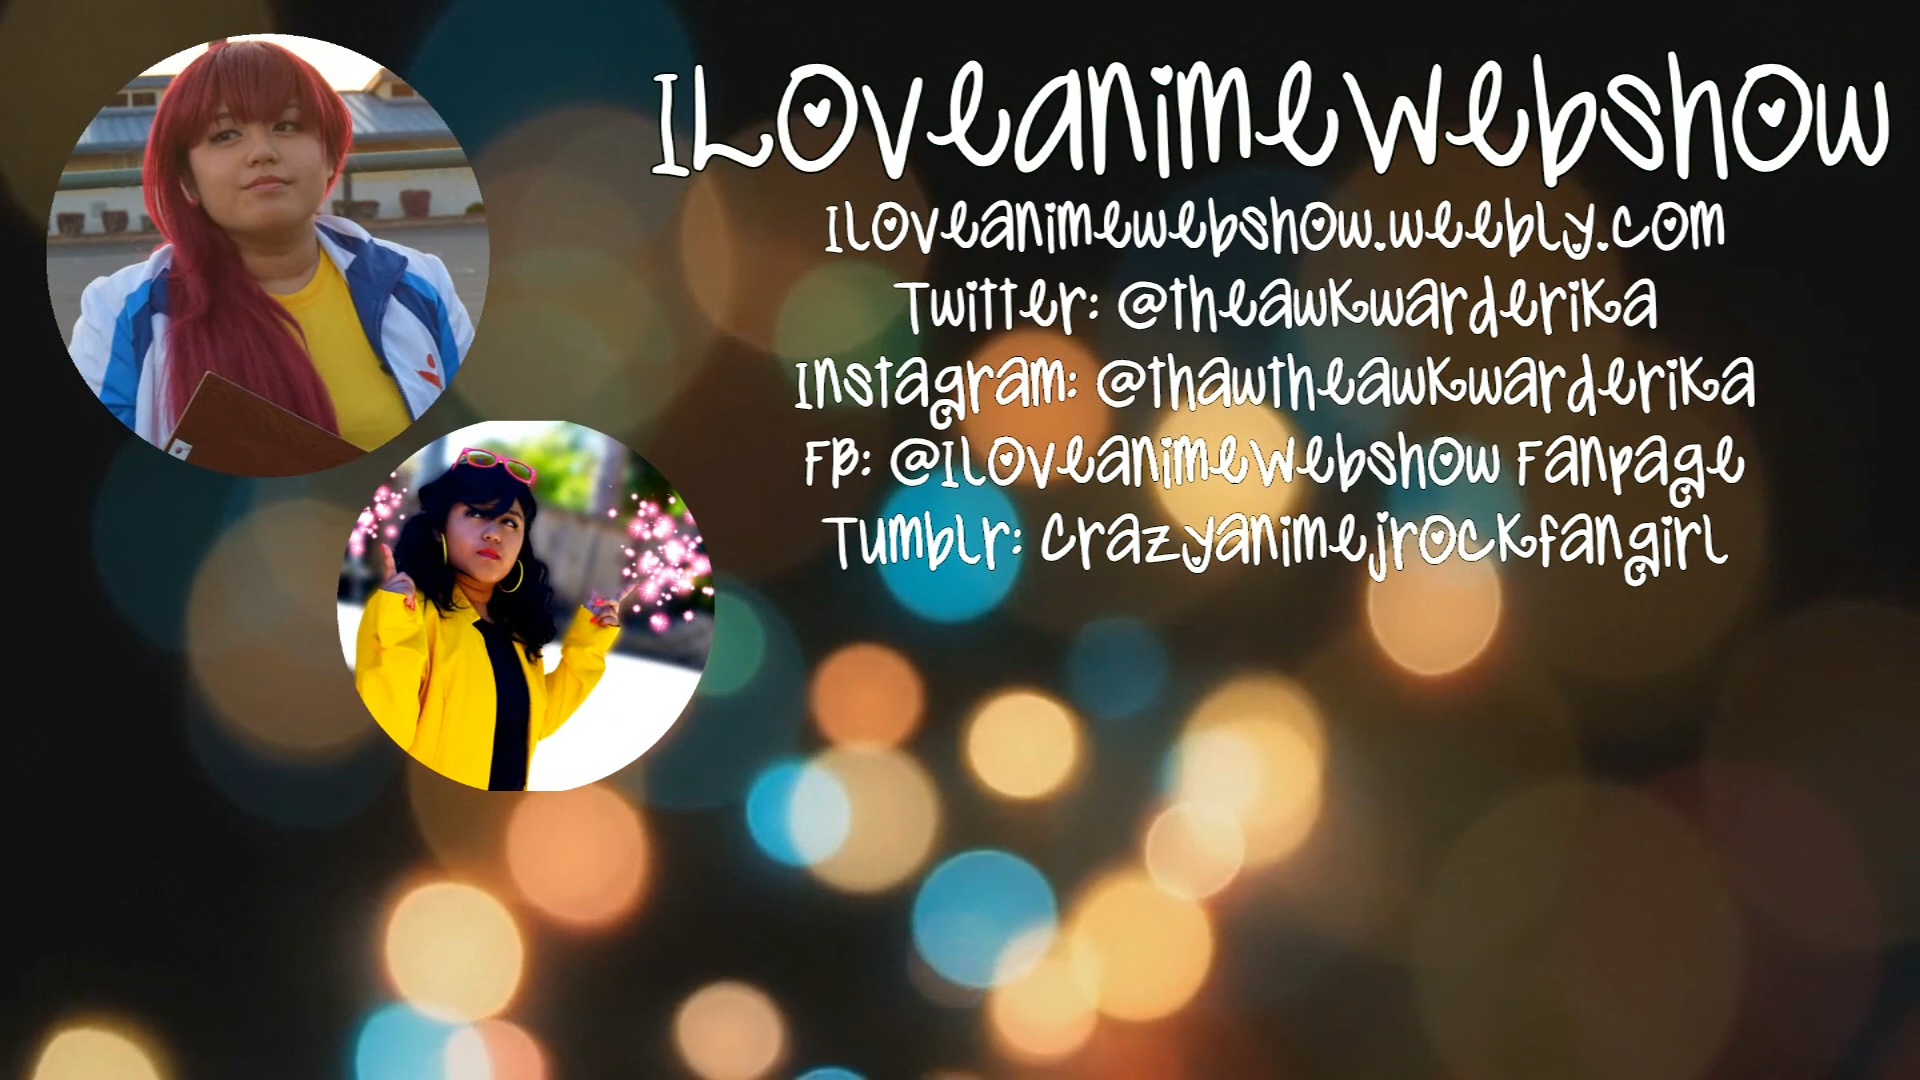 ILoveanimewebshow
Iloveanimewebshow.weebly.com
Twitter: @theawkwarderika
Instagram: @thawtheawkwarderika
FB: @Iloveanimewebshow Fanpage
Tumblr: crazyanimejrockfangirl